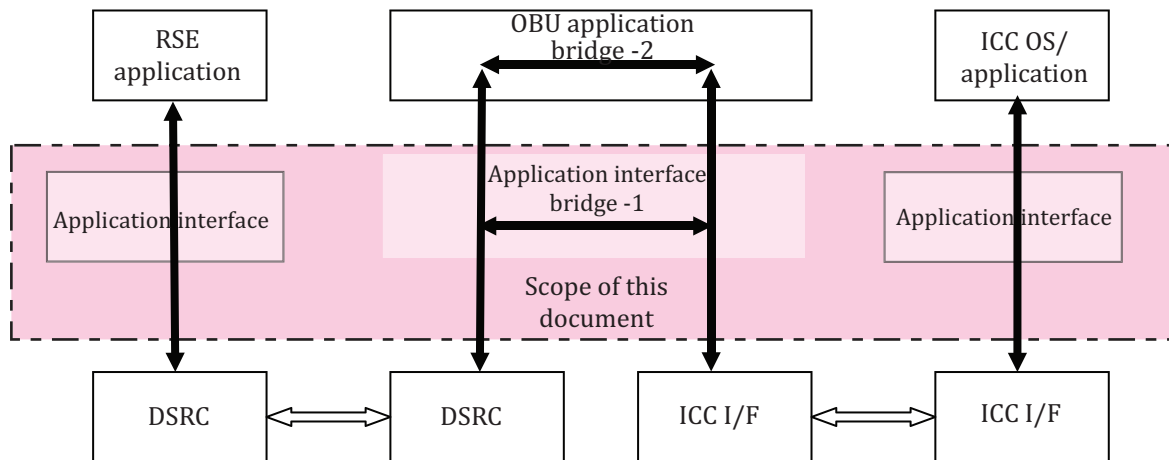 RSE
application
OBU application
bridge -2
ICC OS/
application
Application interface
Application interface
bridge -1
Application interface
Scope of this
document
DSRC
DSRC
ICC I/F
ICC I/F